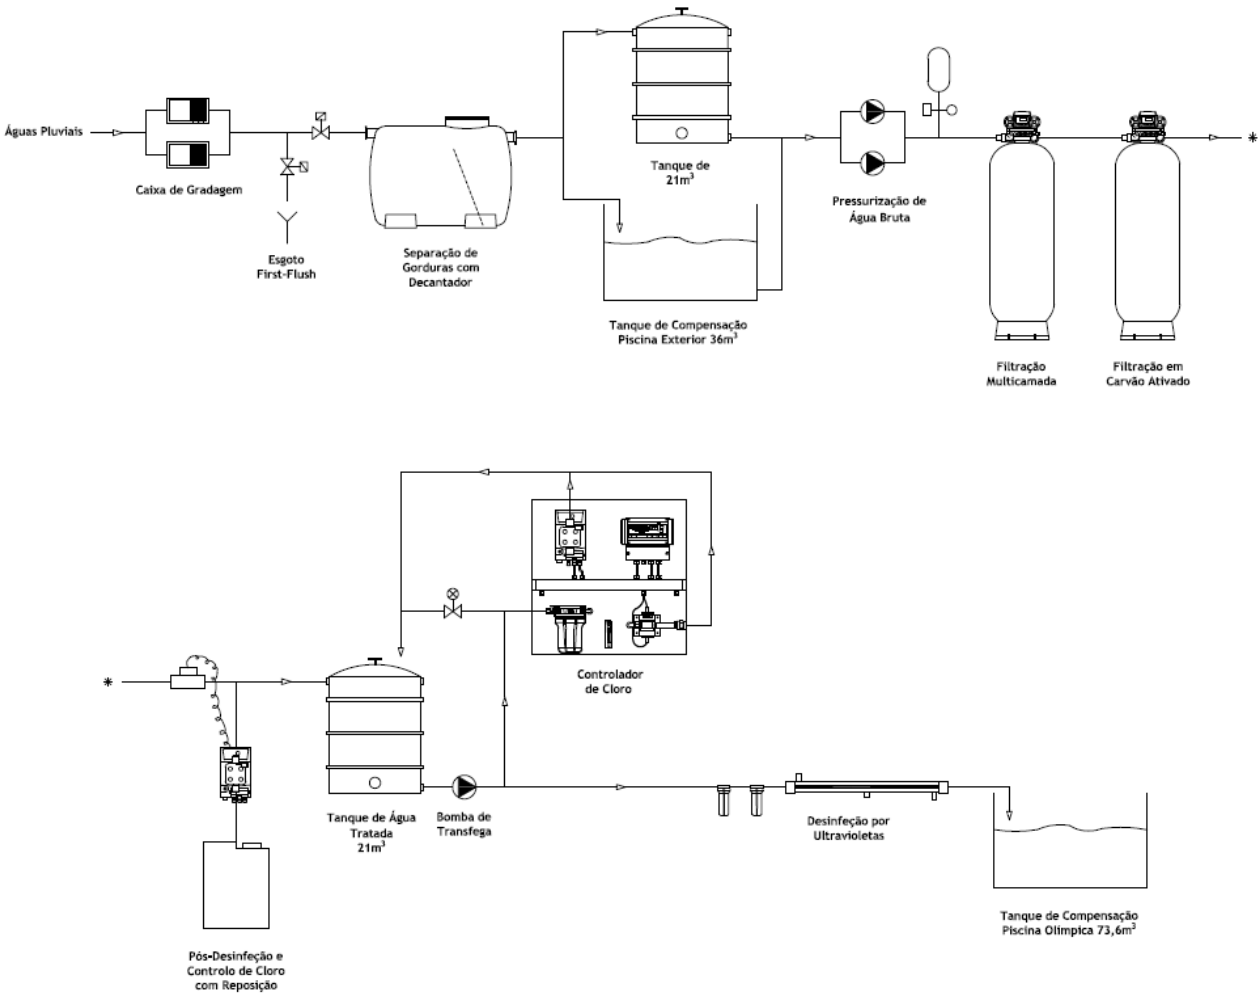 Águas Pluviais
Caixa de Gradagem
Esgoto
First-Flush
Separação de
Gorduras com
Decantador
Tanque de
21m³
Tanque de Compensação
Piscina Exterior 36m³
Pressurização de
Água Bruta
Filtração
Multicamada
Filtração em
Carvão Ativado
*
*
Pós-Desinfeção e
Controlo de Cloro
com Reposição
Tanque de Água
Tratada
21m³
Bomba de
Transfega
Controlador
de Cloro
Desinfeção por
Ultravioletas
Tanque de Compensação
Piscina Olímpica 73,6m³